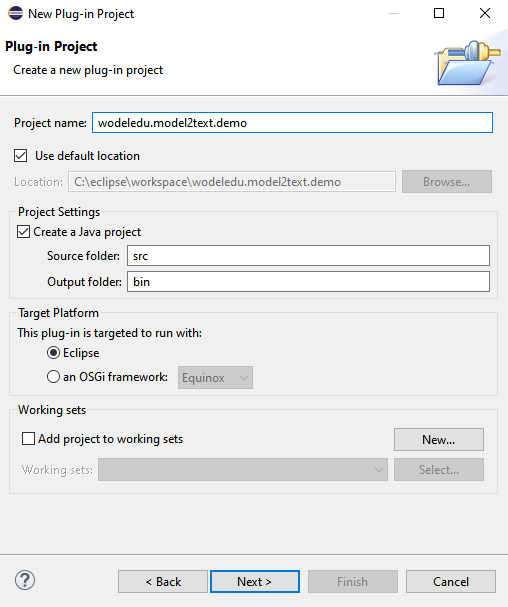 New Plug-in Project
Plug-in Project
Create a new plug-in project
Project name: wodeledu.model2text.demo
Use default location
Location: C:\eclipse\workspace\wodeledu.model2text.demo Browse...
Project Settings
Create a Java project
Source folder: src
Output folder: bin
Target Platform
This plug-in is targeted to run with:
Eclipse
an OSGi framework: Equinox
Working sets
Add project to working sets New...
Working sets: Select...
? < Back Next > Finish Cancel